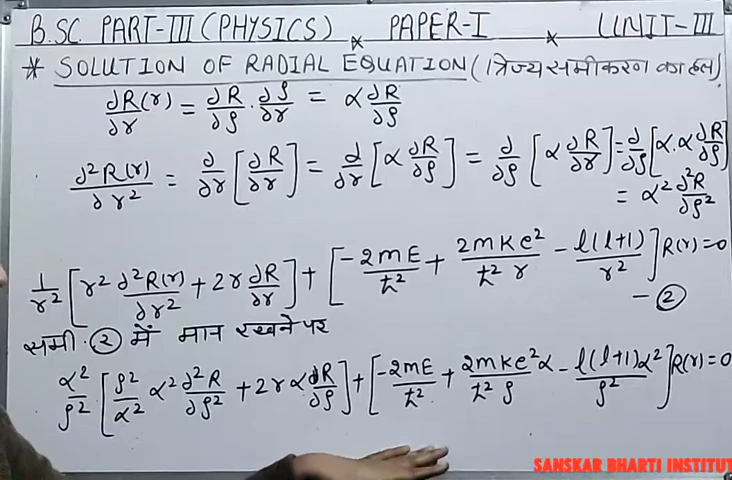 B.SC. PART-III (PHYSICS) * PAPER-I * UNIT-III
* SOLUTION OF RADIAL EQUATION (त्रिज्य समीकरण का हल)
∂R(r)/∂r = ∂R/∂ρ · ∂ρ/∂r = α ∂R/∂ρ
∂²R(r)/∂r² = ∂/∂r [∂R/∂r] = ∂/∂r [α ∂R/∂ρ] = ∂/∂ρ [α ∂R/∂r] = ∂/∂ρ [α.α ∂R/∂ρ]
= α² ∂²R/∂ρ²
1/r² [r² ∂²R(r)/∂r² + 2r ∂R/∂r] + [-2mE/ħ² + 2mKe²/ħ² r - l(l+1)/r²] R(r) = 0
- ②
समी. ② में मान रखने पर
α²/ρ² [ρ²/α² α² ∂²R/∂ρ² + 2r α ∂R/∂ρ] + [-2mE/ħ² + 2mKe²α/ħ² ρ - l(l+1)α²/ρ²] R(r) = 0
SANSKAR BHARTI INSTITUT